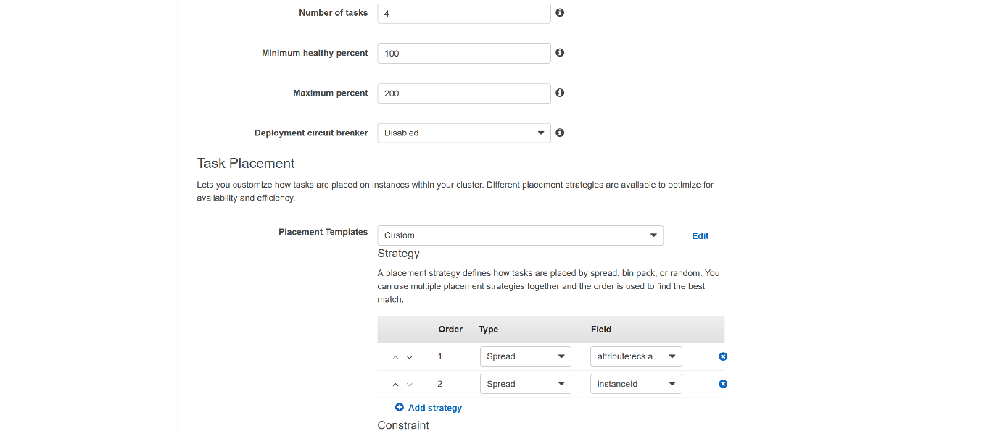 Number of tasks 4
Minimum healthy percent 100
Maximum percent 200
Deployment circuit breaker Disabled
Task Placement
Lets you customize how tasks are placed on instances within your cluster. Different placement strategies are available to optimize for
availability and efficiency.
Placement Templates Custom Edit
Strategy
A placement strategy defines how tasks are placed by spread, bin pack, or random. You
can use multiple placement strategies together and the order is used to find the best
match.
Order Type Field
1 Spread attribute:ecs.a...
2 Spread instanceId
Add strategy
Constraint